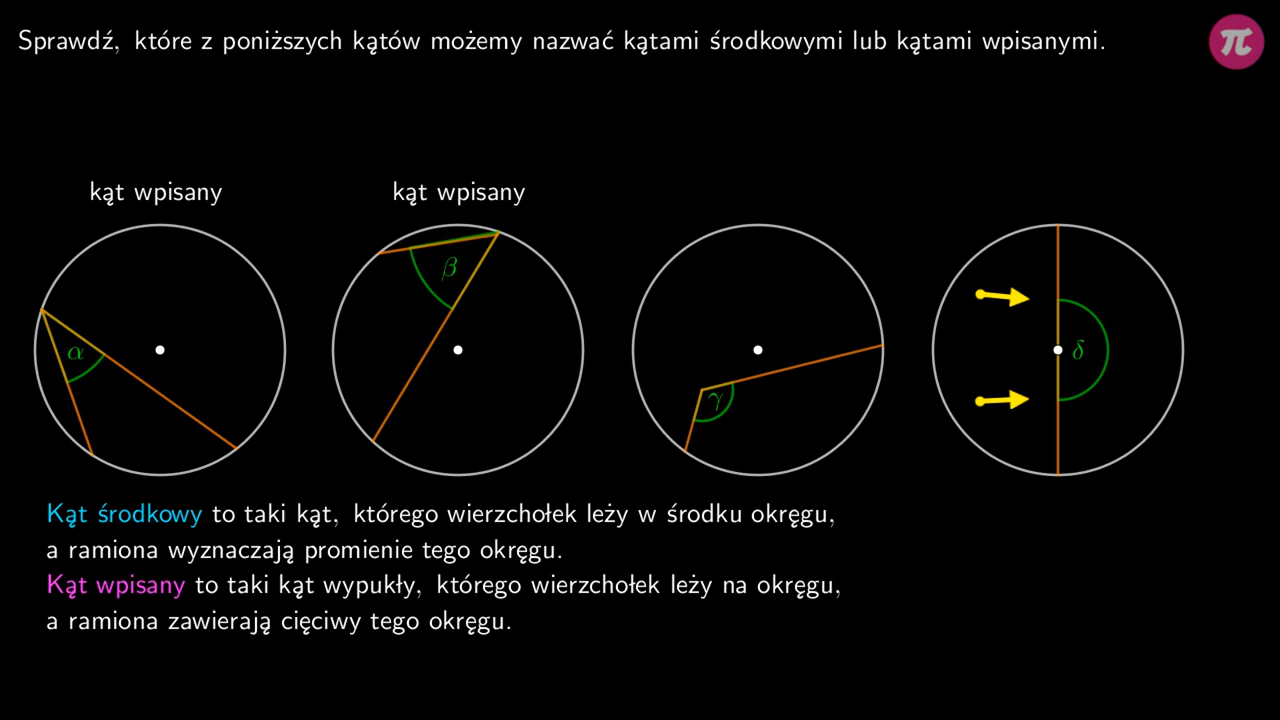 Sprawdź, które z poniższych kątów możemy nazwać kątami środkowymi lub kątami wpisanymi.
π
kąt wpisany
kąt wpisany
α
β
γ
δ
Kąt środkowy to taki kąt, którego wierzchołek leży w środku okręgu,
a ramiona wyznaczają promienie tego okręgu.
Kąt wpisany to taki kąt wypukły, którego wierzchołek leży na okręgu,
a ramiona zawierają cięciwy tego okręgu.